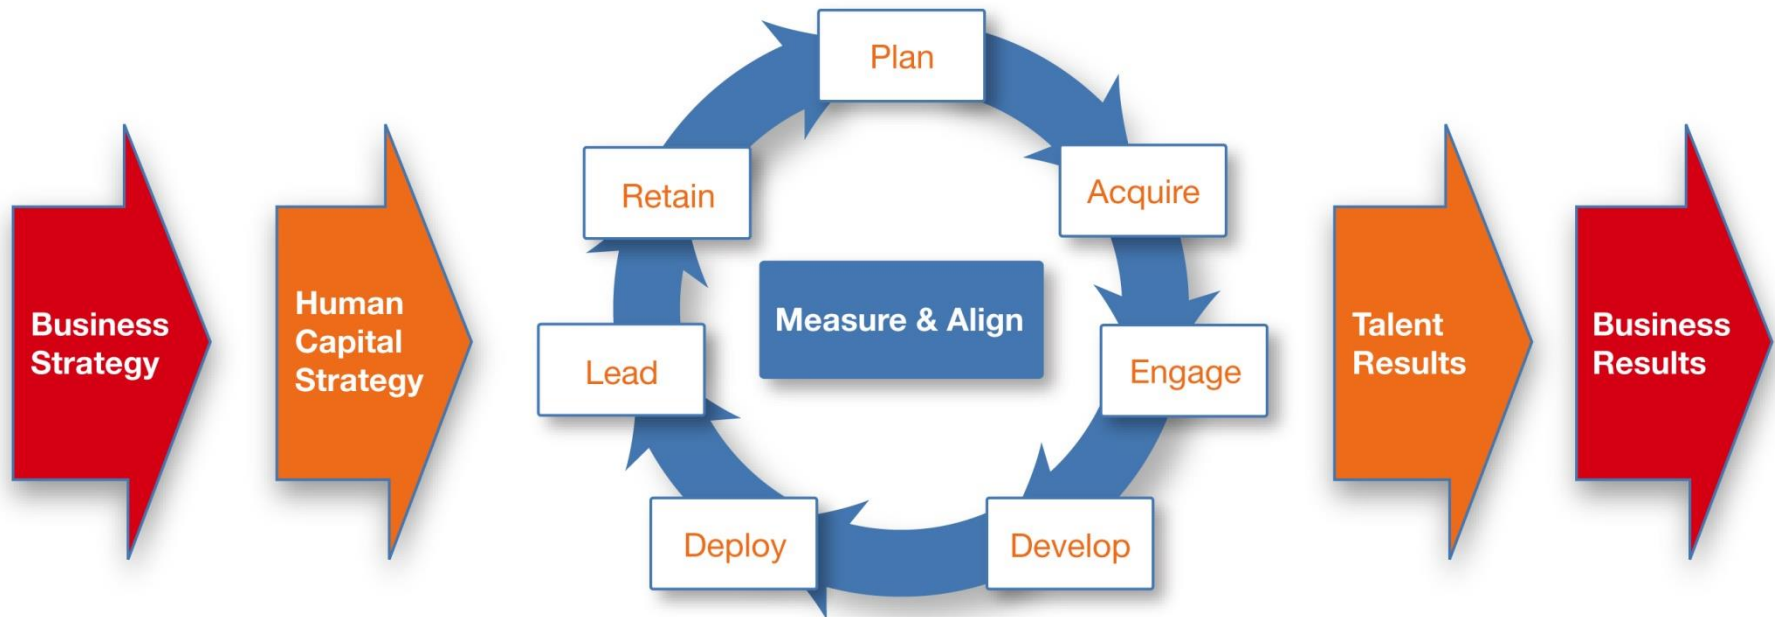 Business
Strategy
Human
Capital
Strategy
Plan
Acquire
Engage
Develop
Deploy
Lead
Retain
Measure & Align
Talent
Results
Business
Results